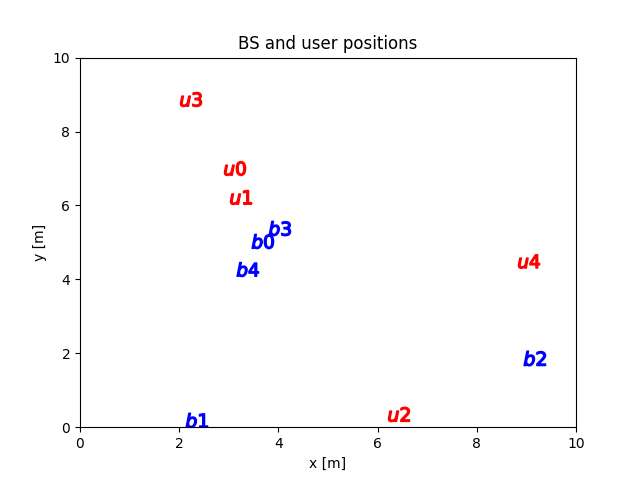 BS and user positions
10
u3
8
u0
u1
6
b3
b0
b4
u4
4
2
b2
u2
b1
0
0 2 4 6 8 10
x [m]
y [m]